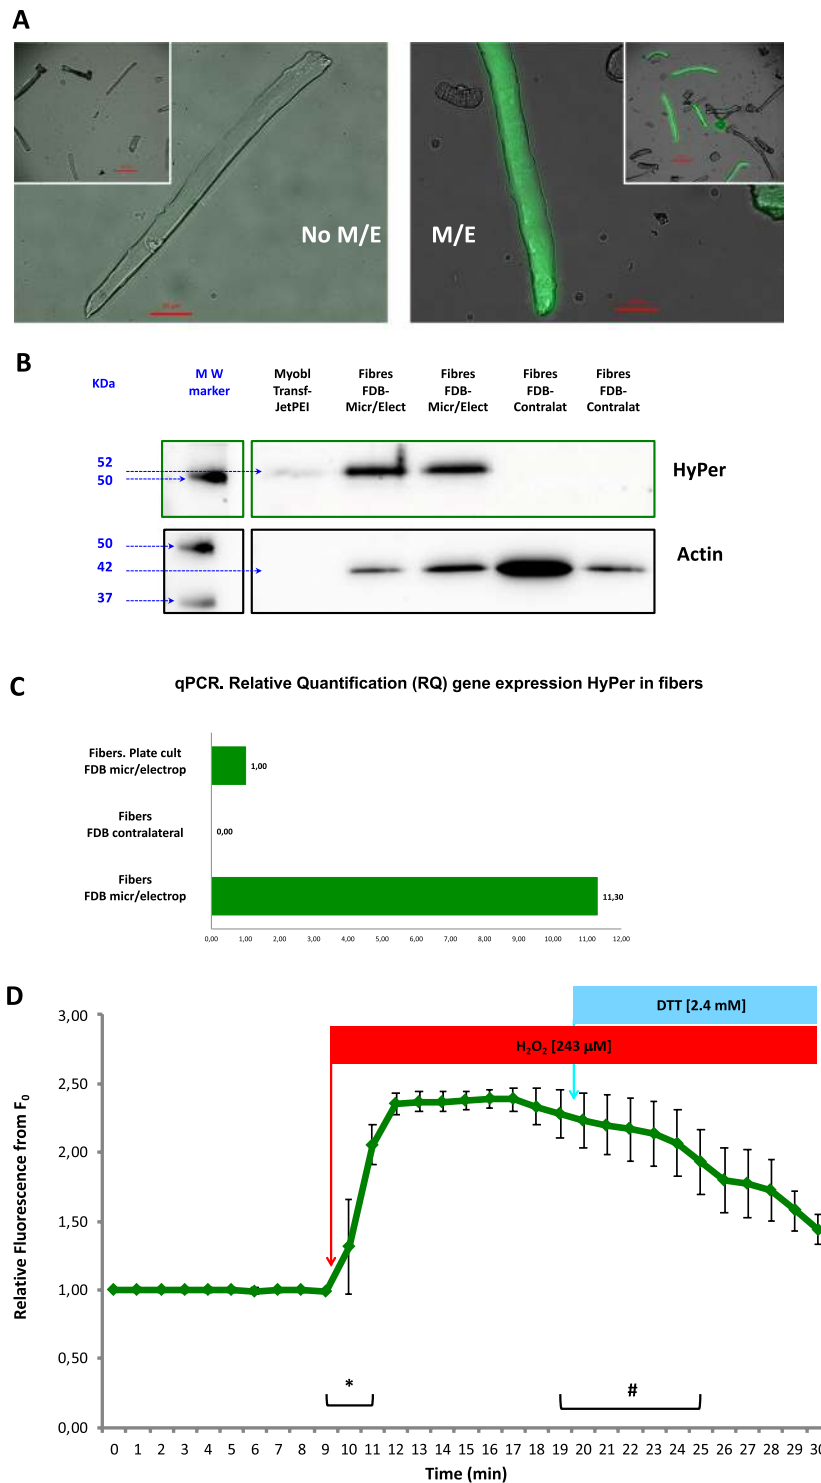 A
No M/E
M/E
B
KDa
M W
marker
Myobl
Transf-
JetPEI
Fibres
FDB-
Micr/Elect
Fibres
FDB-
Micr/Elect
Fibres
FDB-
Contralat
Fibres
FDB-
Contralat
52
50
HyPer
50
42
37
Actin
C
qPCR. Relative Quantification (RQ) gene expression HyPer in fibers
Fibers. Plate cult
FDB micr/electrop
1,00
Fibers
FDB contralateral
0,00
Fibers
FDB micr/electrop
11,30
0,00 1,00 2,00 3,00 4,00 5,00 6,00 7,00 8,00 9,00 10,00 11,00 12,00
D
DTT [2.4 mM]
H₂O₂ [243 µM]
Relative Fluorescence from F₀
3,00
2,50
2,00
1,50
1,00
0,50
0,00
*
#
0 1 2 3 4 5 6 7 8 9 10 11 12 13 14 15 16 17 18 19 20 21 22 23 24 25 26 27 28 29 30
Time (min)